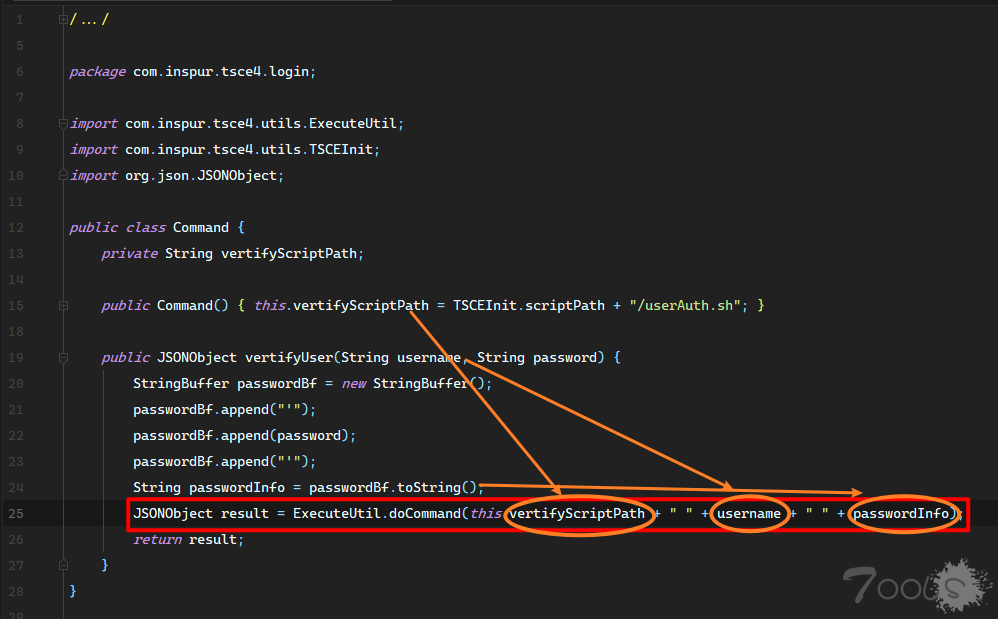 1 /.../
5
6 package com.inspur.tsce4.login;
7
8 import com.inspur.tsce4.utils.ExecuteUtil;
9 import com.inspur.tsce4.utils.TSCEInit;
10 import org.json.JSONObject;
11
12 public class Command {
13 private String vertifyScriptPath;
14
15 public Command() { this.vertifyScriptPath = TSCEInit.scriptPath + "/userAuth.sh"; }
18
19 public JSONObject vertifyUser(String username, String password) {
20 StringBuffer passwordBf = new StringBuffer();
21 passwordBf.append("'");
22 passwordBf.append(password);
23 passwordBf.append("'");
24 String passwordInfo = passwordBf.toString();
25 JSONObject result = ExecuteUtil.doCommand(this.vertifyScriptPath + " " + username + " " + passwordInfo);
26 return result;
27 }
28 }
29
7ools